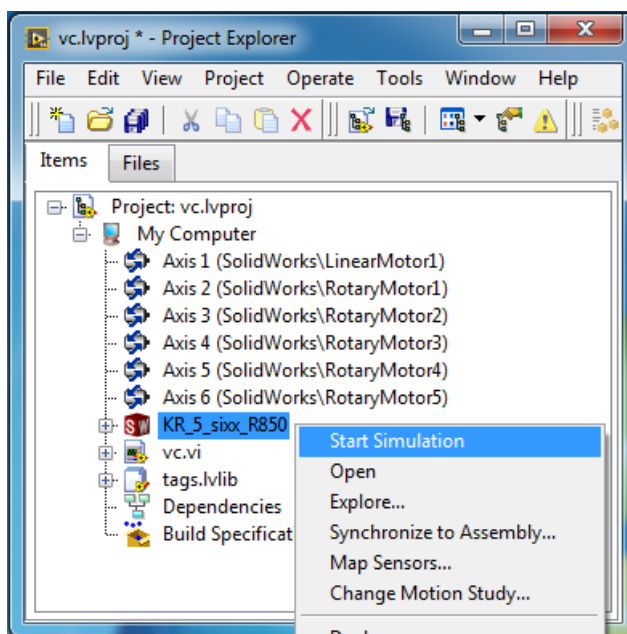 vc.lvproj * - Project Explorer
File Edit View Project Operate Tools Window Help
Items Files
Project: vc.lvproj
My Computer
Axis 1 (SolidWorks\LinearMotor1)
Axis 2 (SolidWorks\RotaryMotor1)
Axis 3 (SolidWorks\RotaryMotor2)
Axis 4 (SolidWorks\RotaryMotor3)
Axis 5 (SolidWorks\RotaryMotor4)
Axis 6 (SolidWorks\RotaryMotor5)
SW KR_5_sixx_R850
vc.vi
tags.lvlib
Dependencies
Build Specificat
Start Simulation
Open
Explore...
Synchronize to Assembly...
Map Sensors...
Change Motion Study...